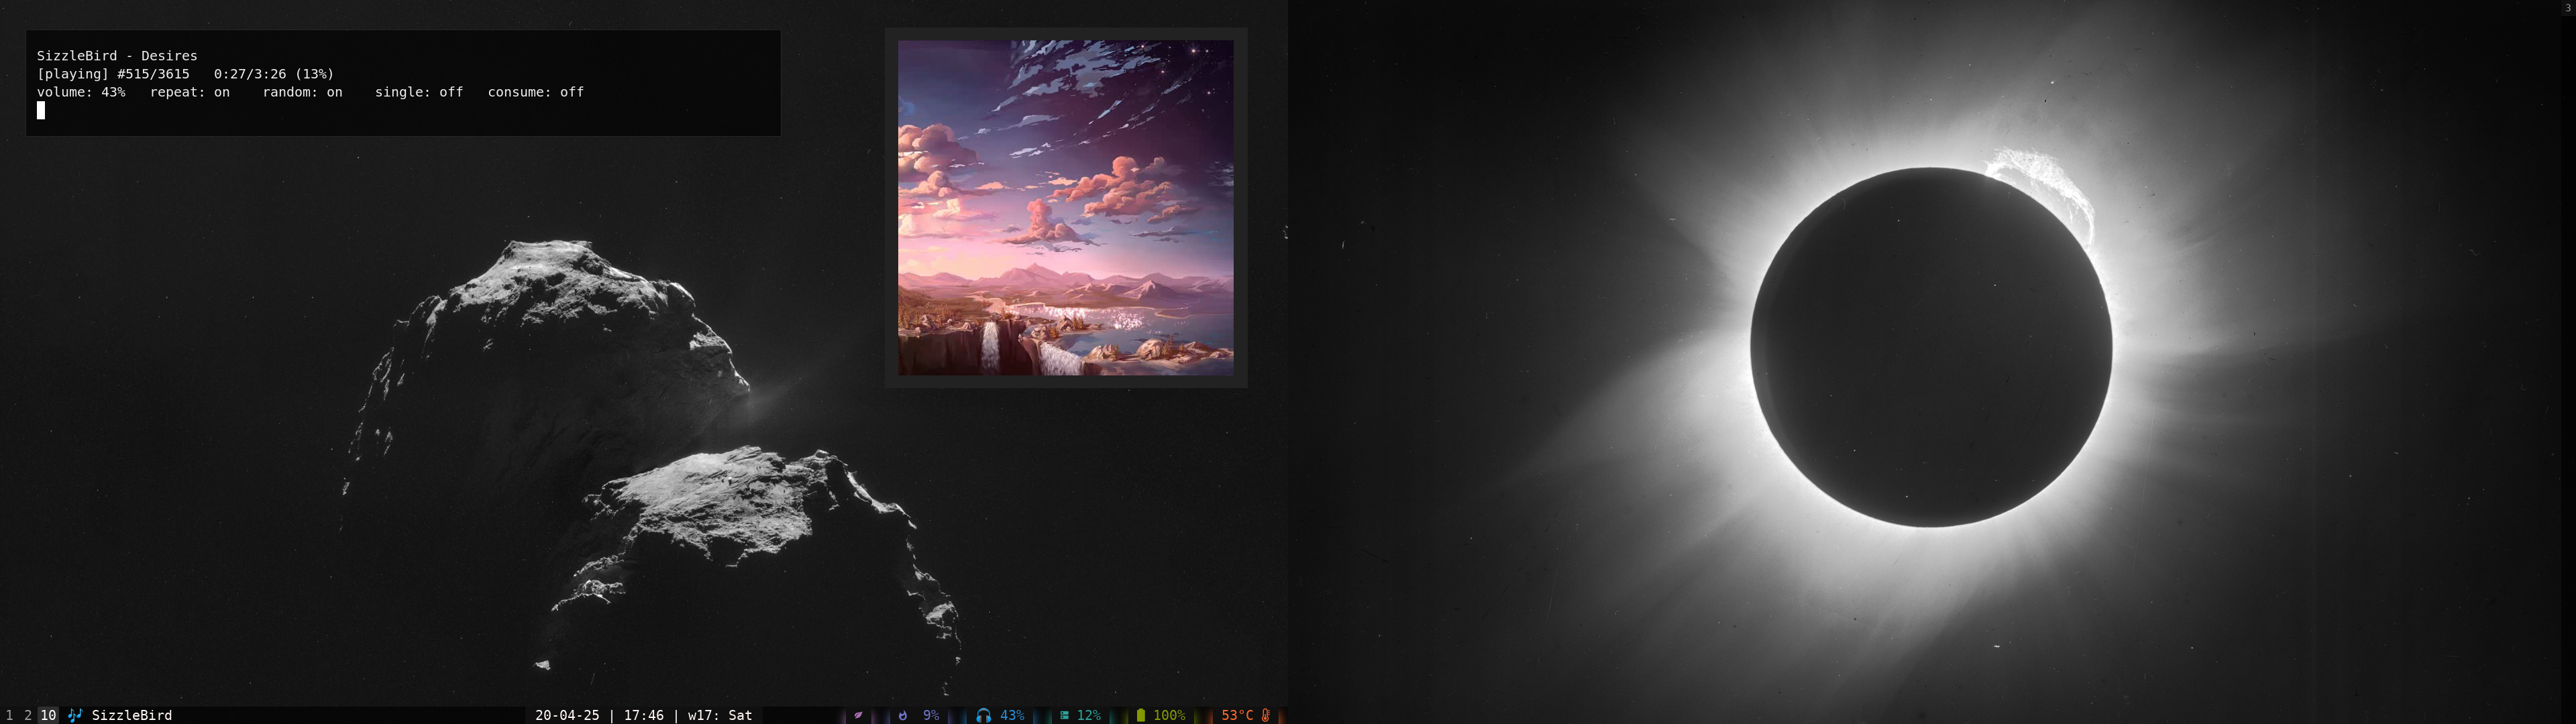 SizzleBird - Desires
[playing] #515/3615   0:27/3:26 (13%)
volume: 43%   repeat: on    random: on    single: off   consume: off
3
1 2 10 SizzleBird 20-04-25 | 17:46 | w17: Sat 9% 43% 12% 100% 53°C